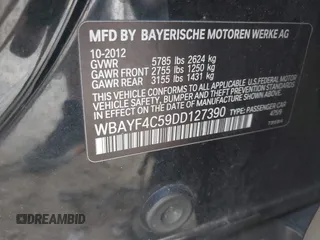 MFD BY BAYERISCHE MOTOREN WERKE AG
10-2012
GVWR 5785 lbs 2624 kg
GAWR FRONT 2755 lbs 1250 kg
GAWR REAR 3155 lbs 1431 kg
THIS VEHICLE CONFORMS TO ALL APPLICABLE U.S. FEDERAL MOTOR
VEHICLE SAFETY, BUMPER, AND THEFT PREVENTION
STANDARDS IN EFFECT ON THE DATE OF
MANUFACTURE SHOWN ABOVE.
WBAYF4C59DD127390 TYPE: PASSENGER CAR
DREAMBID